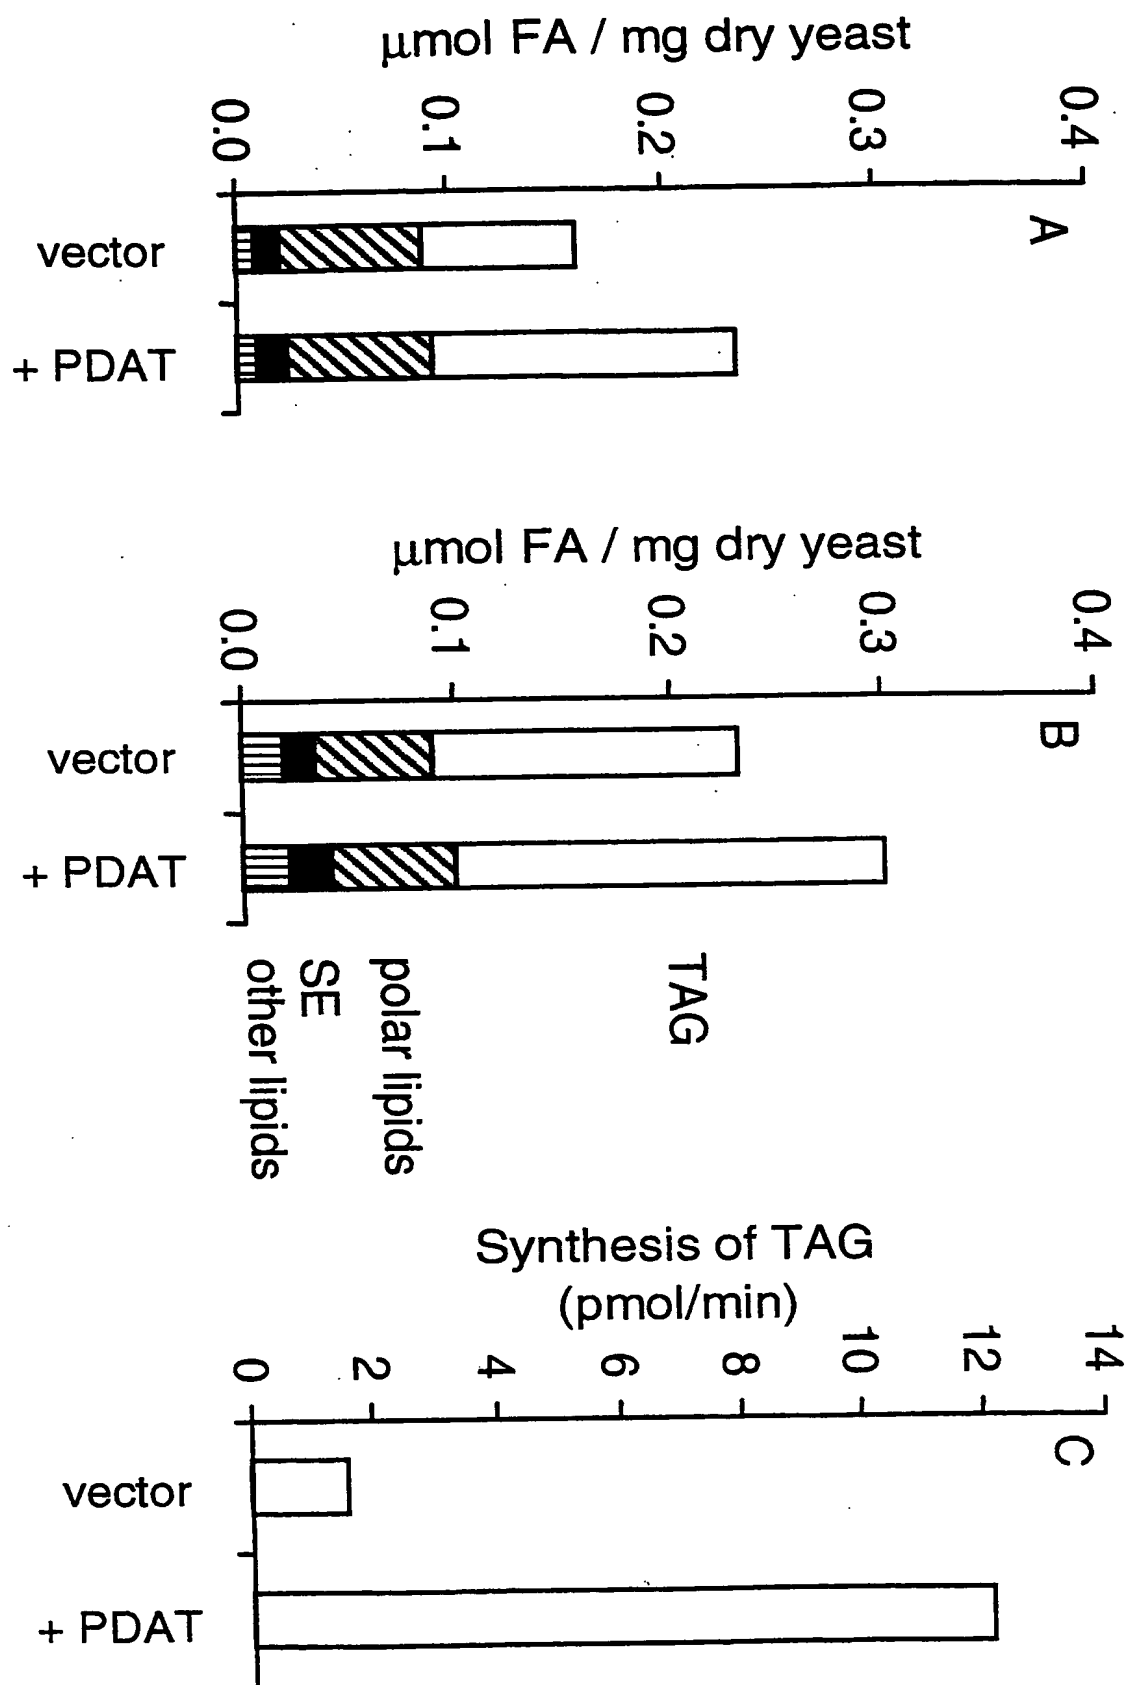 A
μmol FA / mg dry yeast
0.4
0.3
0.2
0.1
0.0
vector
+ PDAT
B
μmol FA / mg dry yeast
0.4
0.3
0.2
0.1
0.0
vector
+ PDAT
TAG
polar lipids
SE
other lipids
C
Synthesis of TAG
(pmol/min)
14
12
10
8
6
4
2
0
vector
+ PDAT